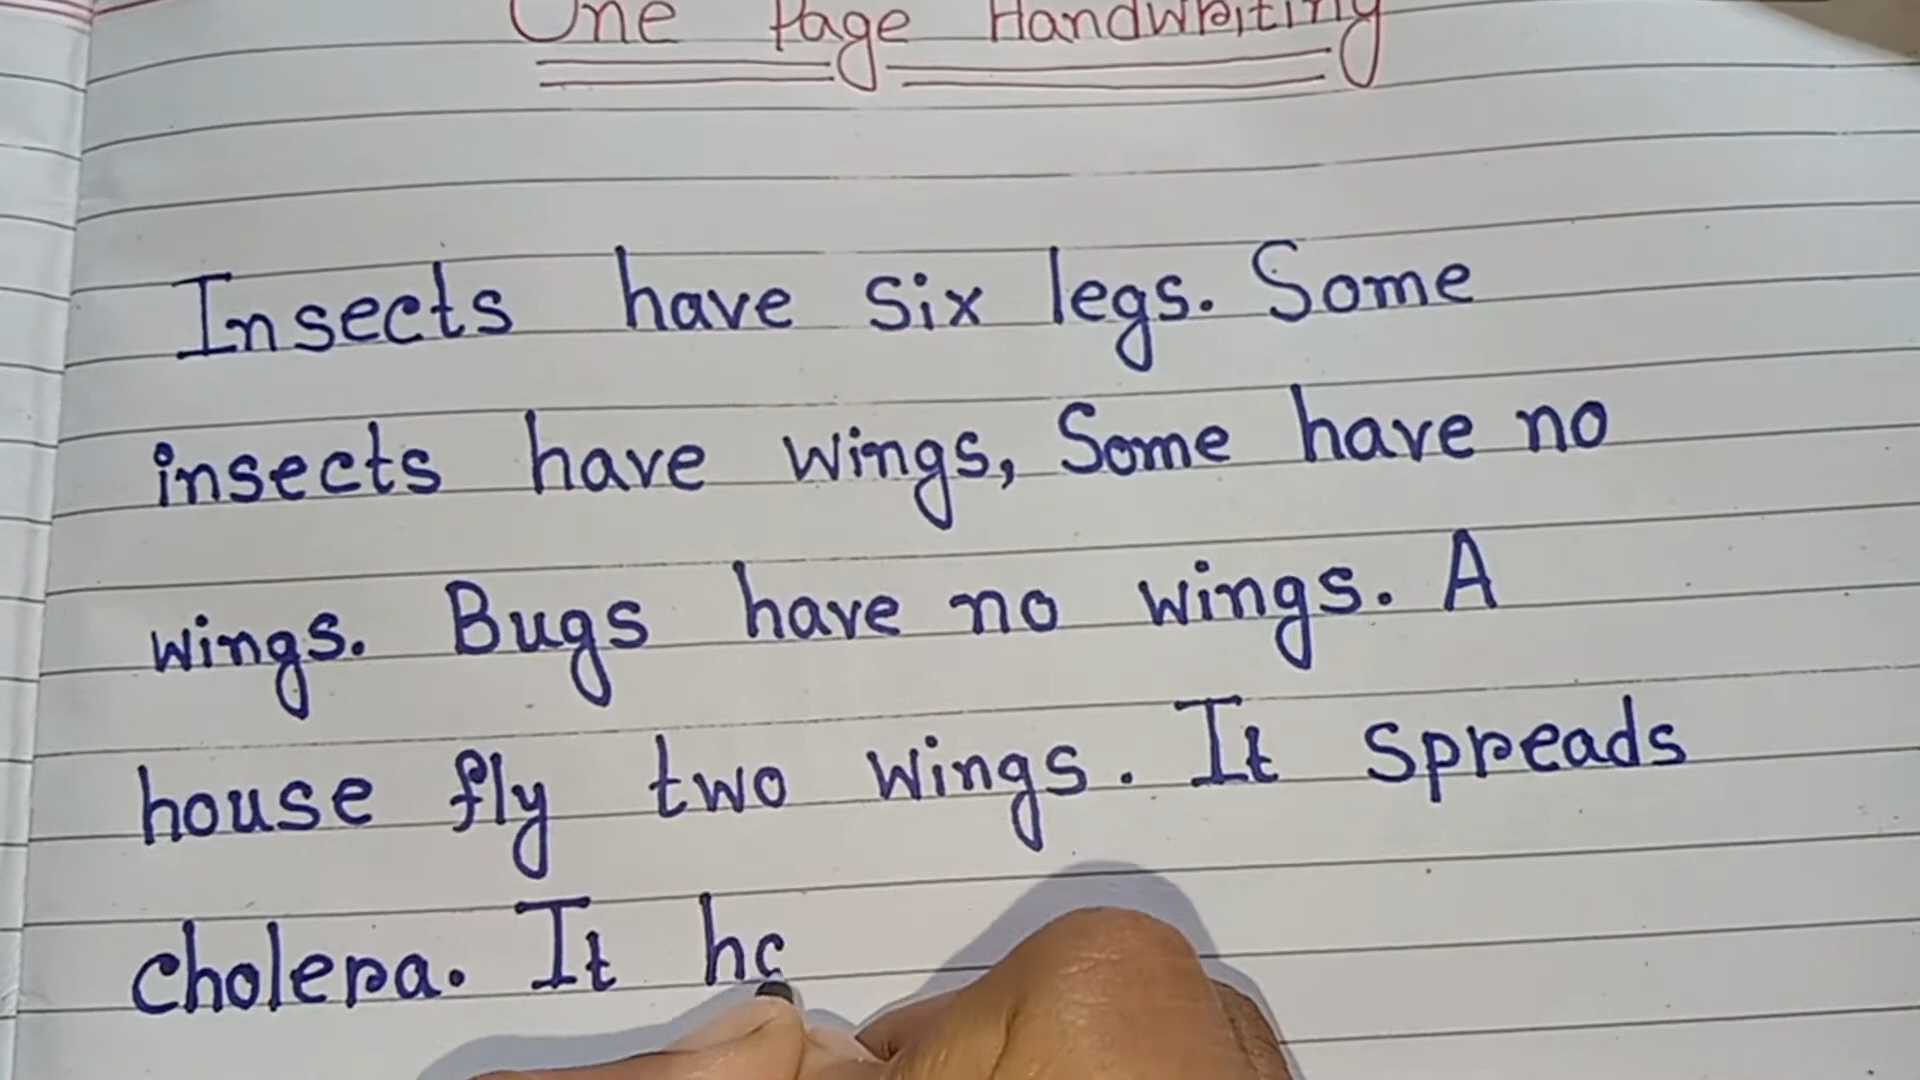 One Page Handwriting
Insects have six legs. Some
insects have wings, Some have no
wings. Bugs have no wings. A
house fly two wings. It spreads
cholera. It